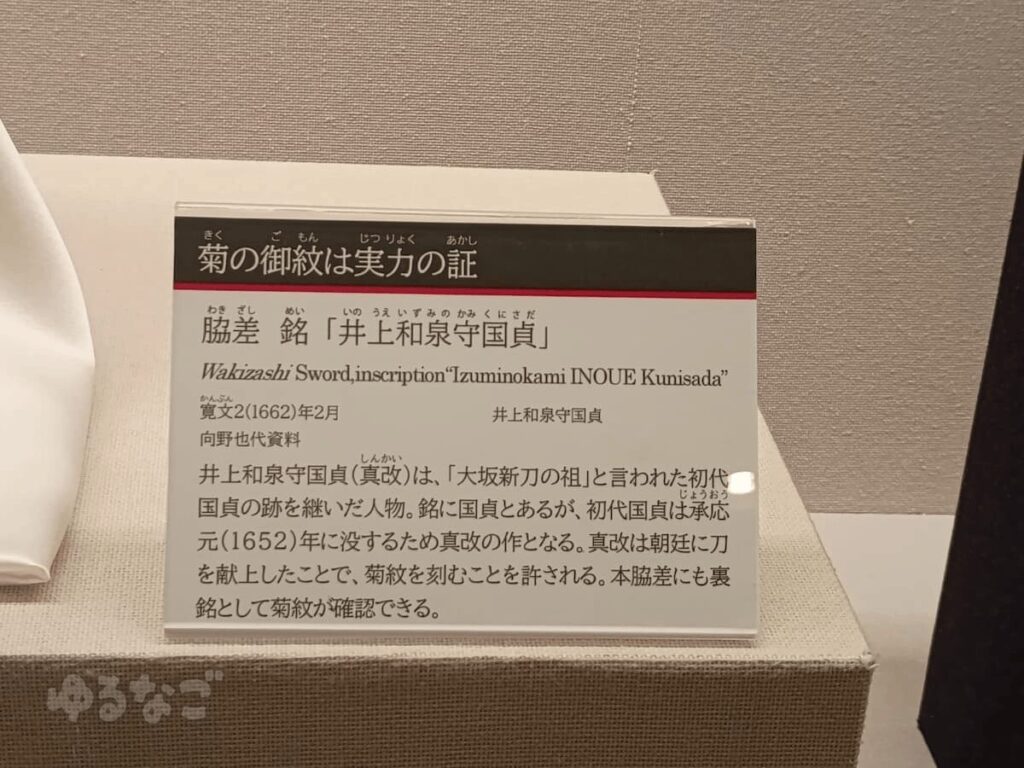 菊の御紋は実力の証
脇差 銘「井上和泉守国貞」
Wakizashi Sword,inscription“Izuminokami INOUE Kunisada”
寛文2(1662)年2月 井上和泉守国貞
向野也代資料
井上和泉守国貞(真改)は、「大坂新刀の祖」と言われた初代
国貞の跡を継いだ人物。銘に国貞とあるが、初代国貞は承応
元(1652)年に没するため真改の作となる。真改は朝廷に刀
を献上したことで、菊紋を刻むことを許される。本脇差にも裏
銘として菊紋が確認できる。
ゆるなご